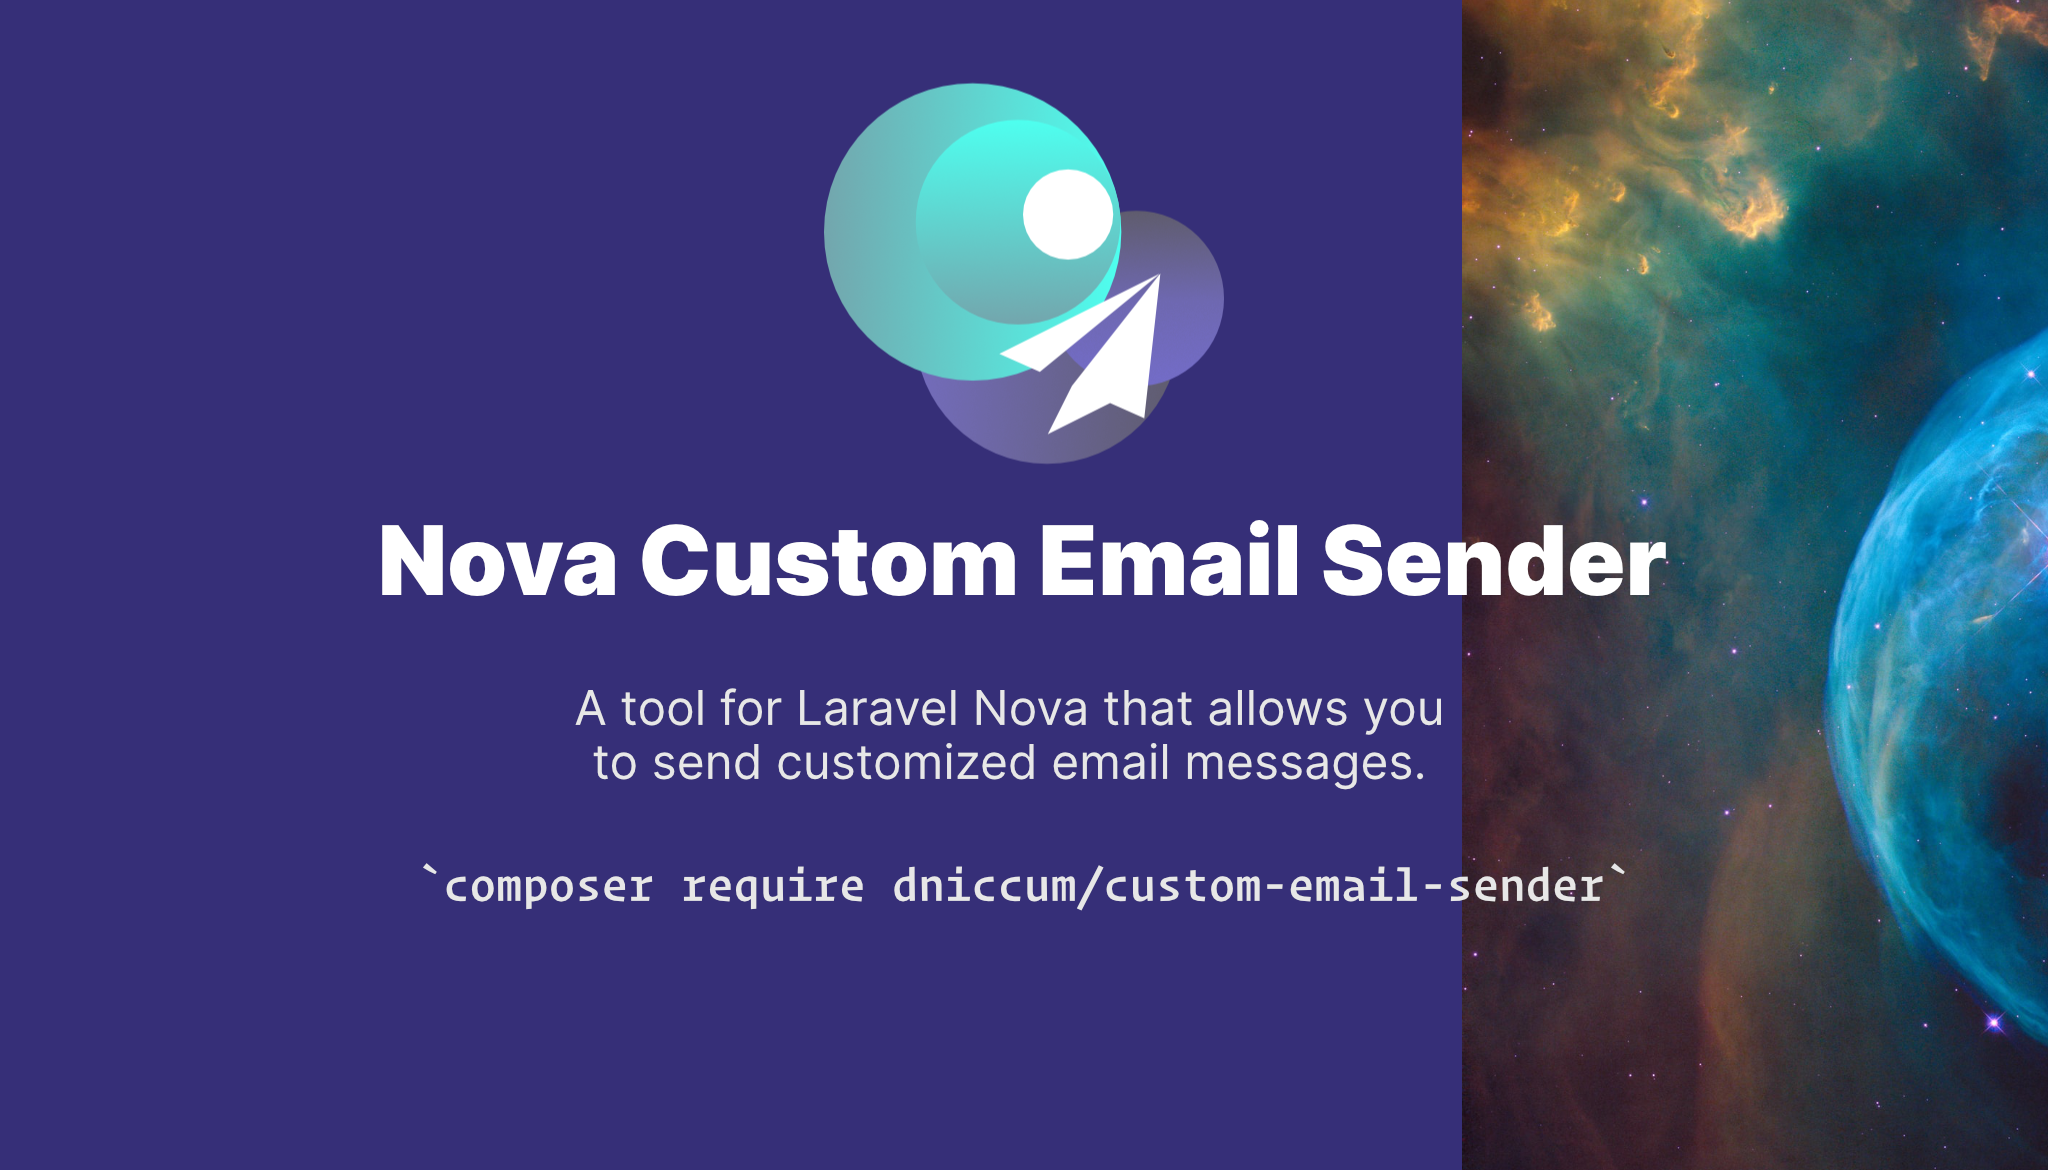 Nova Custom Email Sender
A tool for Laravel Nova that allows you
to send customized email messages.
`composer require dniccum/custom-email-sender`